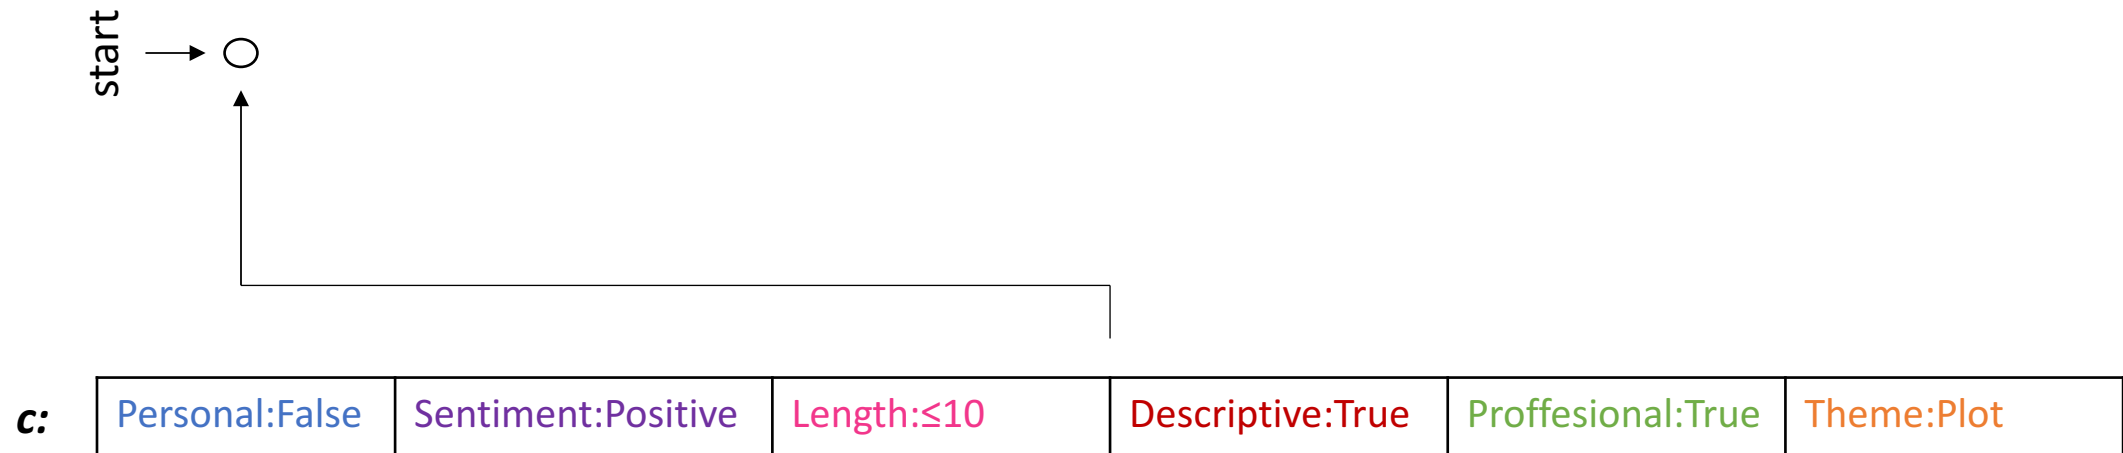 start
c: Personal:False Sentiment:Positive Length:≤10 Descriptive:True Proffesional:True Theme:Plot